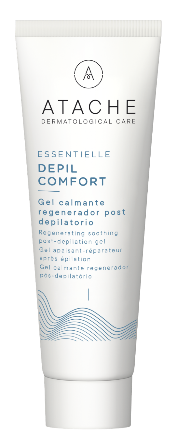 ATACHE
DERMATOLOGICAL CARE
ESSENTIELLE
DEPIL
COMFORT
Gel calmante
regenerador post
depilatorio
Regenerating soothing
post-depilation gel
Gel apaisant réparateur
après épilation
Gel calmante regenerador
pós-depilatório